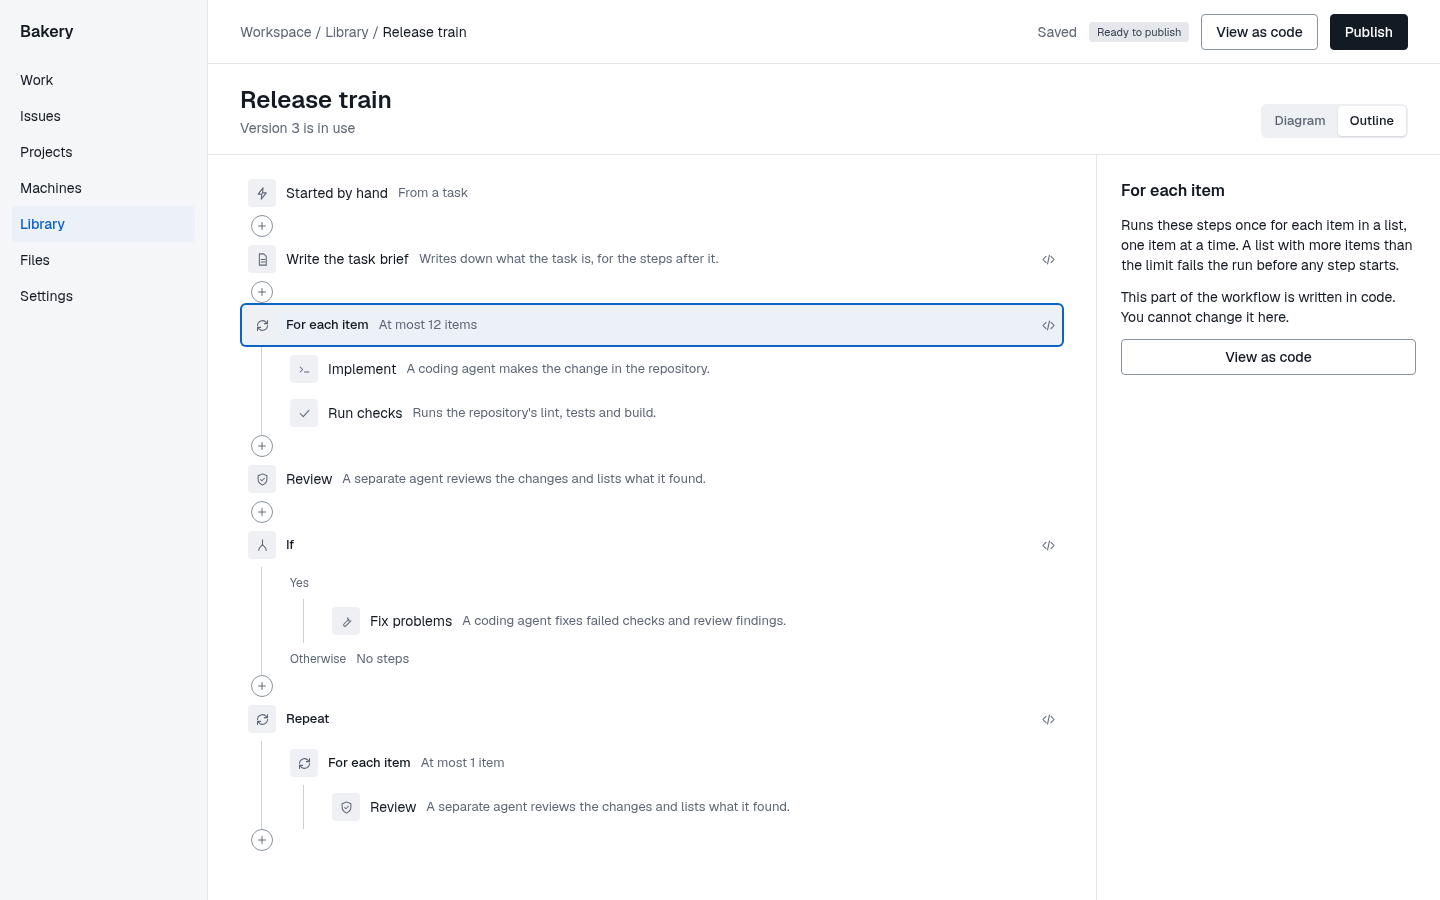 Bakery
Work
Issues
Projects
Machines
Library
Files
Settings
Workspace / Library / Release train
Saved
Ready to publish
View as code
Publish
Release train
Version 3 is in use
Diagram
Outline
Started by hand From a task
Write the task brief Writes down what the task is, for the steps after it.
For each item At most 12 items
Implement A coding agent makes the change in the repository.
Run checks Runs the repository's lint, tests and build.
Review A separate agent reviews the changes and lists what it found.
If
Yes
Fix problems A coding agent fixes failed checks and review findings.
Otherwise No steps
Repeat
For each item At most 1 item
Review A separate agent reviews the changes and lists what it found.
For each item
Runs these steps once for each item in a list,
one item at a time. A list with more items than
the limit fails the run before any step starts.
This part of the workflow is written in code.
You cannot change it here.
View as code